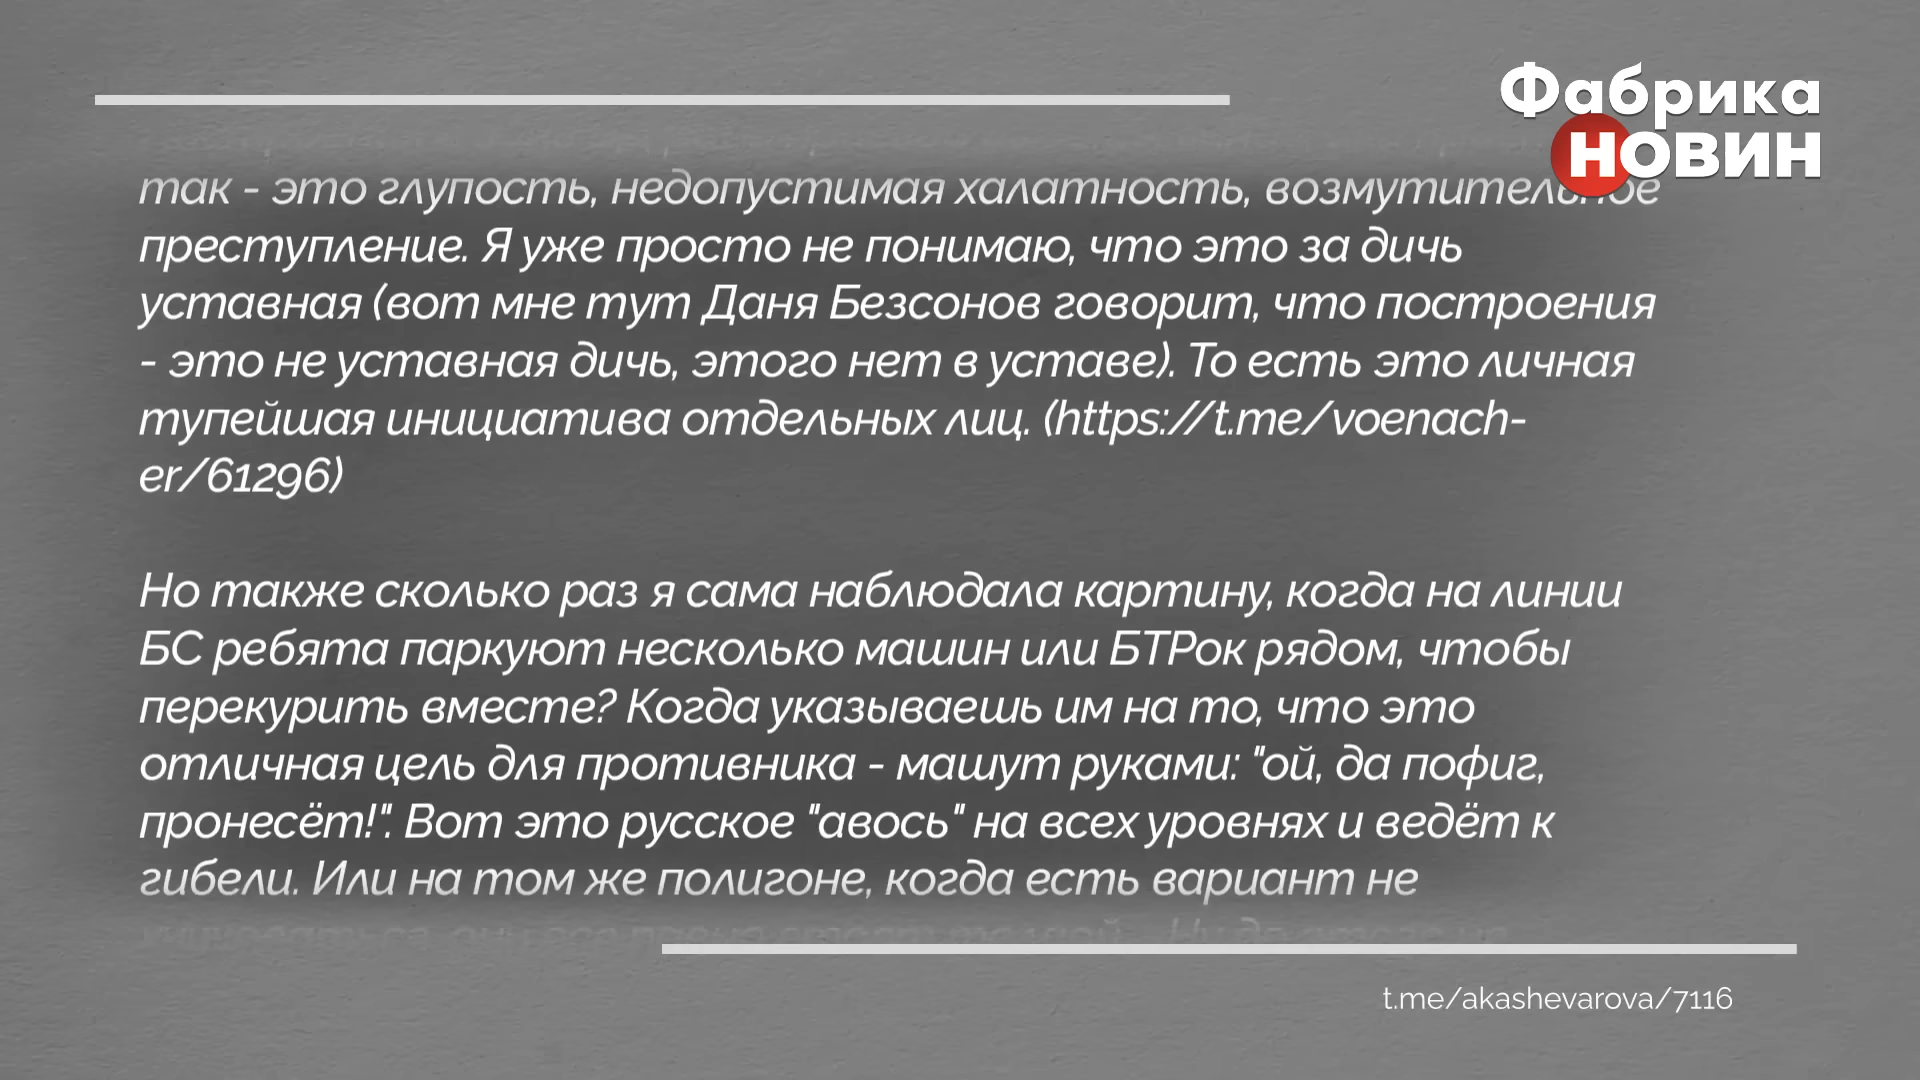 Фабрика
новин
так - это глупость, недопустимая халатность, возмутительное
преступление. Я уже просто не понимаю, что это за дичь
уставная (вот мне тут Даня Безсонов говорит, что построения
- это не уставная дичь, этого нет в уставе). То есть это личная
тупейшая инициатива отдельных лиц. (https://t.me/voenach-
er/61296)
Но также сколько раз я сама наблюдала картину, когда на линии
БС ребята паркуют несколько машин или БТРок рядом, чтобы
перекурить вместе? Когда указываешь им на то, что это
отличная цель для противника - машут руками: "ой, да пофиг,
пронесёт!". Вот это русское "авось" на всех уровнях и ведёт к
гибели. Или на том же полигоне, когда есть вариант не
t.me/akashevarova/7116